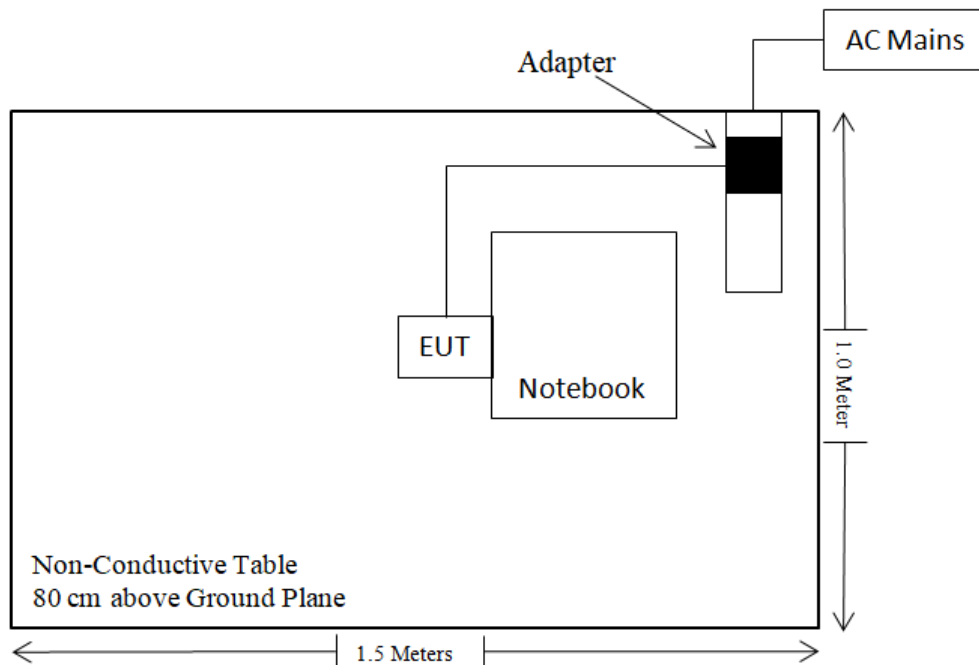 AC Mains
Adapter
EUT
Notebook
1.0 Meter
Non-Conductive Table
80 cm above Ground Plane
1.5 Meters